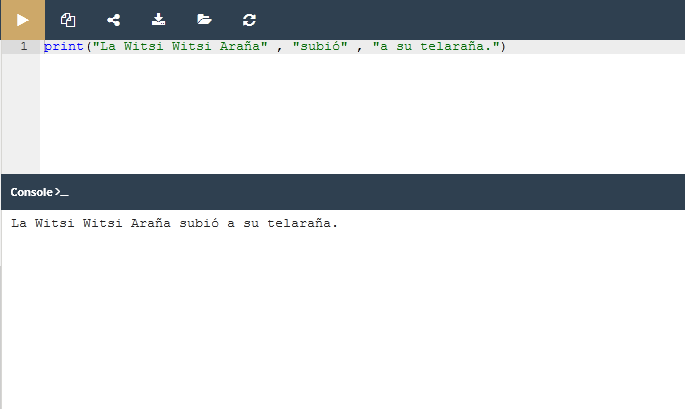 1 print("La Witsi Witsi Araña" , "subió" , "a su telaraña.")
Console >_
La Witsi Witsi Araña subió a su telaraña.